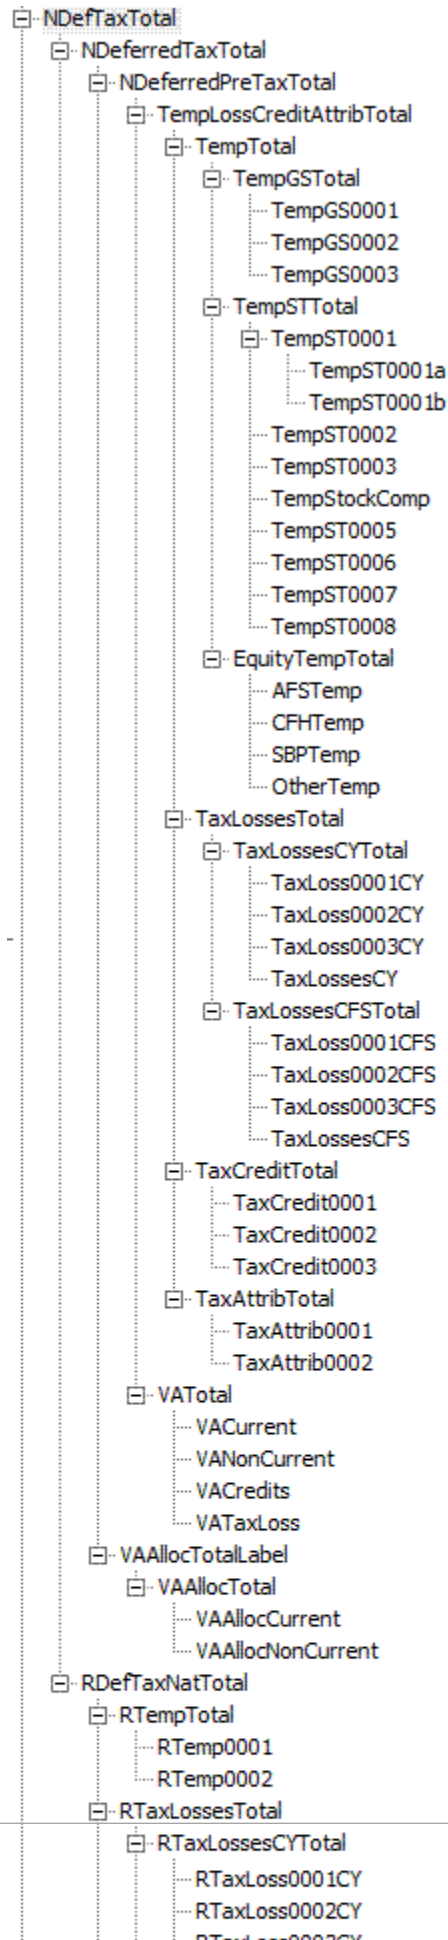 NDefTaxTotal
NDeferredTaxTotal
NDeferredPreTaxTotal
TempLossCreditAttribTotal
TempTotal
TempGSTotal
TempGS0001
TempGS0002
TempGS0003
TempSTTotal
TempST0001
TempST0001a
TempST0001b
TempST0002
TempST0003
TempStockComp
TempST0005
TempST0006
TempST0007
TempST0008
EquityTempTotal
AFSTemp
CFHTemp
SBPTemp
OtherTemp
TaxLossesTotal
TaxLossesCYTotal
TaxLoss0001CY
TaxLoss0002CY
TaxLoss0003CY
TaxLossesCY
TaxLossesCFSTotal
TaxLoss0001CFS
TaxLoss0002CFS
TaxLoss0003CFS
TaxLossesCFS
TaxCreditTotal
TaxCredit0001
TaxCredit0002
TaxCredit0003
TaxAttribTotal
TaxAttrib0001
TaxAttrib0002
VATotal
VACurrent
VANonCurrent
VACredits
VATaxLoss
VAAllocTotalLabel
VAAllocTotal
VAAllocCurrent
VAAllocNonCurrent
RDefTaxNatTotal
RTempTotal
RTemp0001
RTemp0002
RTaxLossesTotal
RTaxLossesCYTotal
RTaxLoss0001CY
RTaxLoss0002CY